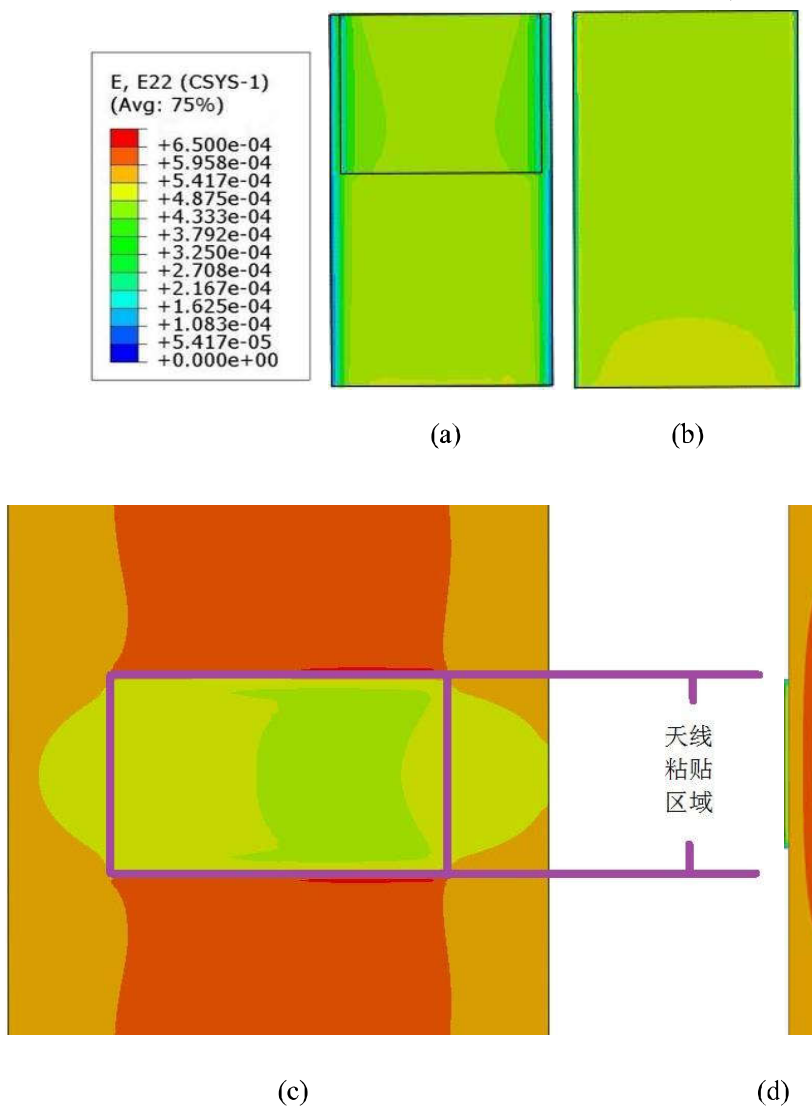 E, E22 (CSYS-1)
(Avg: 75%)
+6.500e-04
+5.958e-04
+5.417e-04
+4.875e-04
+4.333e-04
+3.792e-04
+3.250e-04
+2.708e-04
+2.167e-04
+1.625e-04
+1.083e-04
+5.417e-05
+0.000e+00
(a)
(b)
天线
粘贴
区域
(c)
(d)